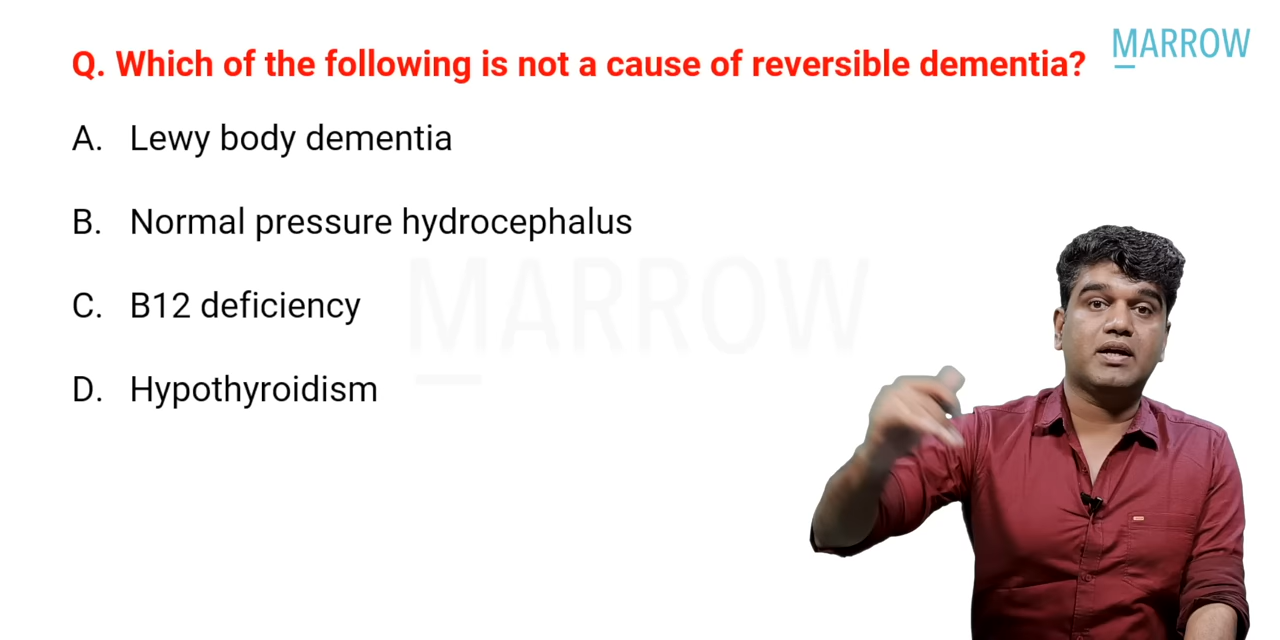 MARROW
Q. Which of the following is not a cause of reversible dementia?
A. Lewy body dementia
B. Normal pressure hydrocephalus
C. B12 deficiency
MARROW
D. Hypothyroidism